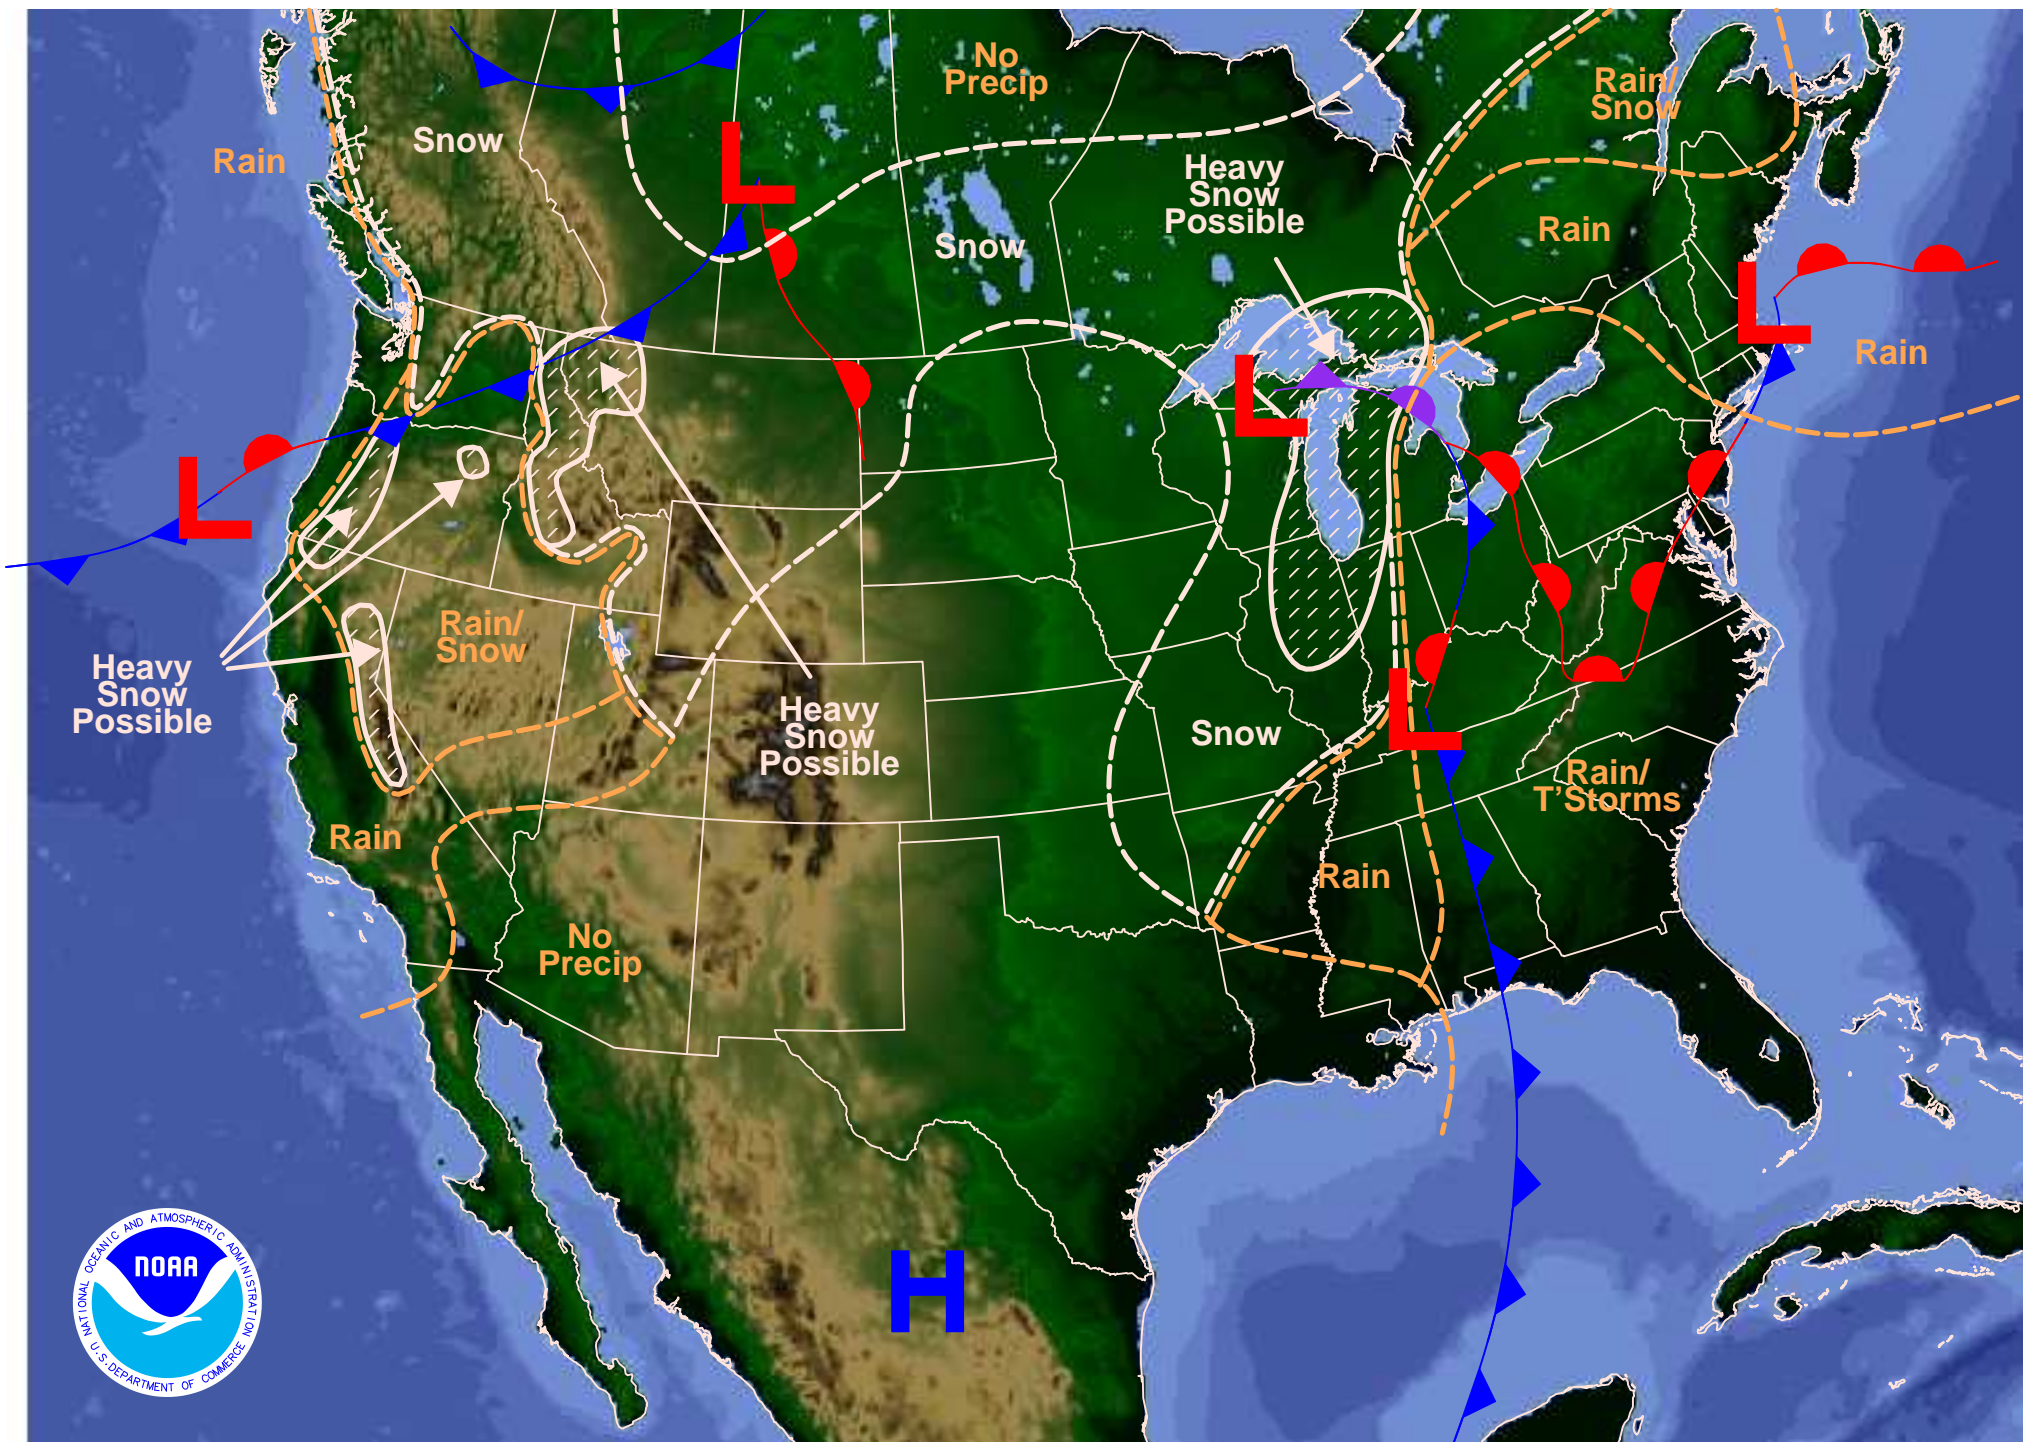 No
Precip
Rain/
Snow
Snow
Rain
Heavy
Snow
Possible
Rain
Snow
L
L
Rain
L
L
Rain/
Snow
Heavy
Snow
Possible
L
Heavy
Snow
Possible
Snow
Rain/
T'Storms
Rain
Rain
No
Precip
H
NATIONAL OCEANIC AND ATMOSPHERIC ADMINISTRATION
NOAA
U.S. DEPARTMENT OF COMMERCE